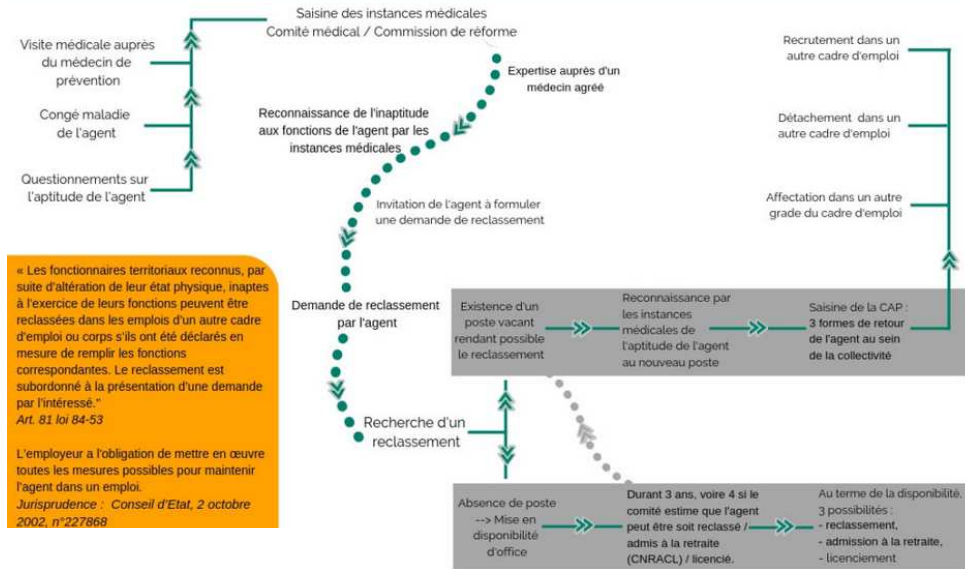 Saisine des instances médicales
Comité médical / Commission de réforme
Visite médicale auprès
du médecin de
prévention
Congé maladie
de l'agent
Questionnements sur
l'aptitude de l'agent
Expertise auprès d'un
médecin agréé
Reconnaissance de l'inaptitude
aux fonctions de l'agent par les
instances médicales
Invitation de l'agent à formuler
une demande de reclassement
Demande de reclassement
par l'agent
Recherche d'un
reclassement
« Les fonctionnaires territoriaux reconnus, par
suite d'altération de leur état physique, inaptes
à l'exercice de leurs fonctions peuvent être
reclassées dans les emplois d'un autre cadre
d'emploi ou corps s'ils ont été déclarés en
mesure de remplir les fonctions
correspondantes. Le reclassement est
subordonné à la présentation d'une demande
par l'intéressé."
Art. 81 loi 84-53
L'employeur a l'obligation de mettre en œuvre
toutes les mesures possibles pour maintenir
l'agent dans un emploi.
Jurisprudence : Conseil d'Etat, 2 octobre
2002, n°227868
Existence d'un
poste vacant
rendant possible
le reclassement
Reconnaissance par
les instances
médicales de
l'aptitude de l'agent
au nouveau poste
Saisine de la CAP :
3 formes de retour
de l'agent au sein
de la collectivité
Recrutement dans un
autre cadre d'emploi
Détachement dans un
autre cadre d'emploi
Affectation dans un autre
grade du cadre d'emploi
Absence de poste
--> Mise en
disponibilité
d'office
Durant 3 ans, voire 4 si le
comité estime que l'agent
peut être soit reclassé /
admis à la retraite
(CNRACL) / licencié.
Au terme de la disponibilité,
3 possibilités :
- reclassement,
- admission à la retraite,
- licenciement